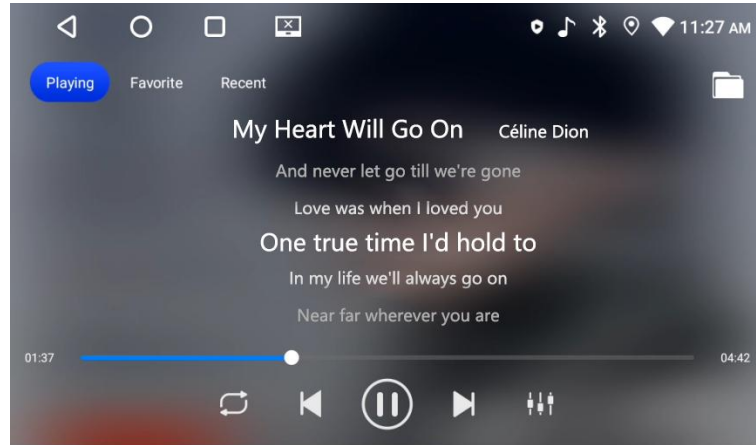 11:27 AM
Playing Favorite Recent
My Heart Will Go On Céline Dion
And never let go till we're gone
Love was when I loved you
One true time I'd hold to
In my life we'll always go on
Near far wherever you are
01:37 04:42